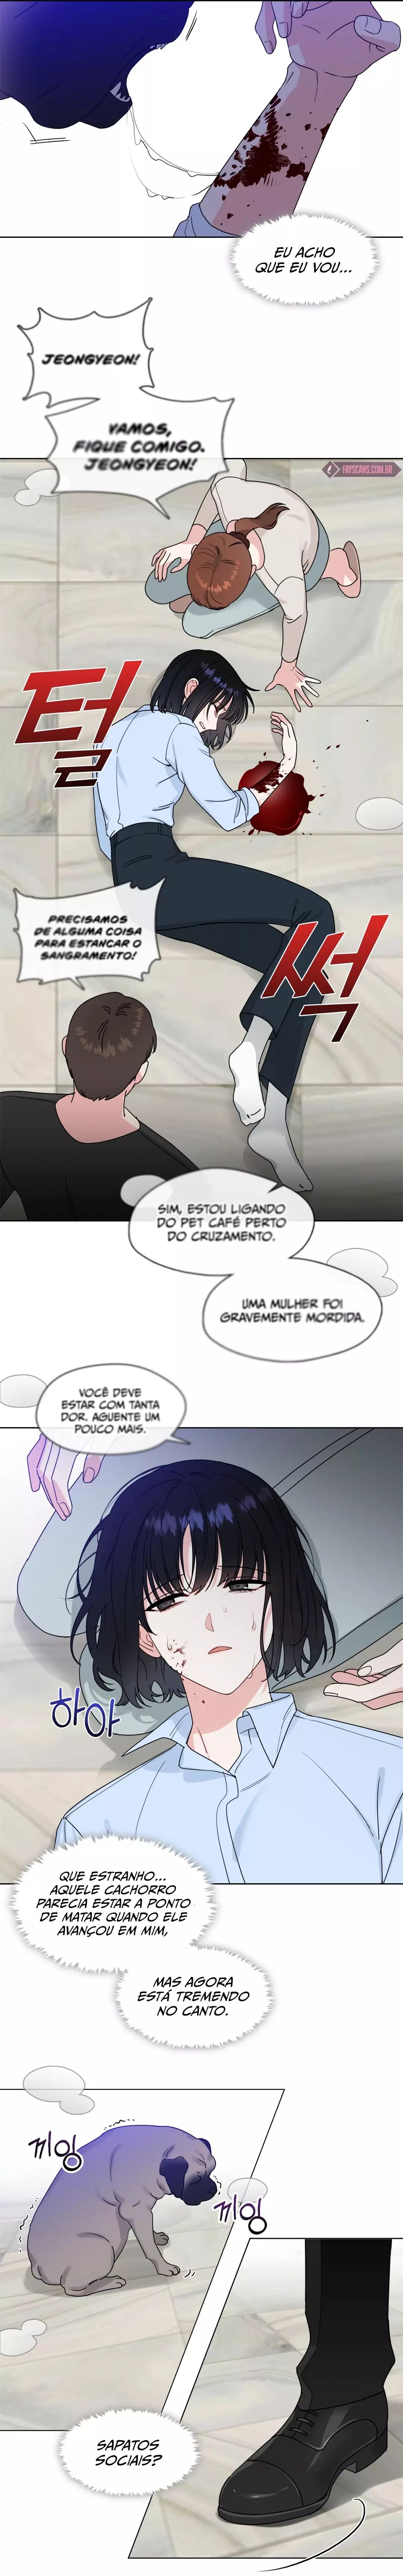 EU ACHO
QUE EU VOU...
JEONGYEON!
VAMOS,
FIQUE COMIGO.
JEONGYEON!
FAYSCANS.COM.BR
털
PRECISAMOS
DE ALGUMA COISA
PARA ESTANCAR O
SANGRAMENTO!
썩
SIM, ESTOU LIGANDO
DO PET CAFÉ PERTO
DO CRUZAMENTO.
UMA MULHER FOI
GRAVEMENTE MORDIDA.
VOCÊ DEVE
ESTAR COM TANTA
DOR. AGUENTE UM
POUCO MAIS.
하아
QUE ESTRANHO...
AQUELE CACHORRO
PARECIA ESTAR A PONTO
DE MATAR QUANDO ELE
AVANÇOU EM MIM,
MAS AGORA
ESTÁ TREMENDO
NO CANTO.
끼잉
끼잉
SAPATOS
SOCIAIS?